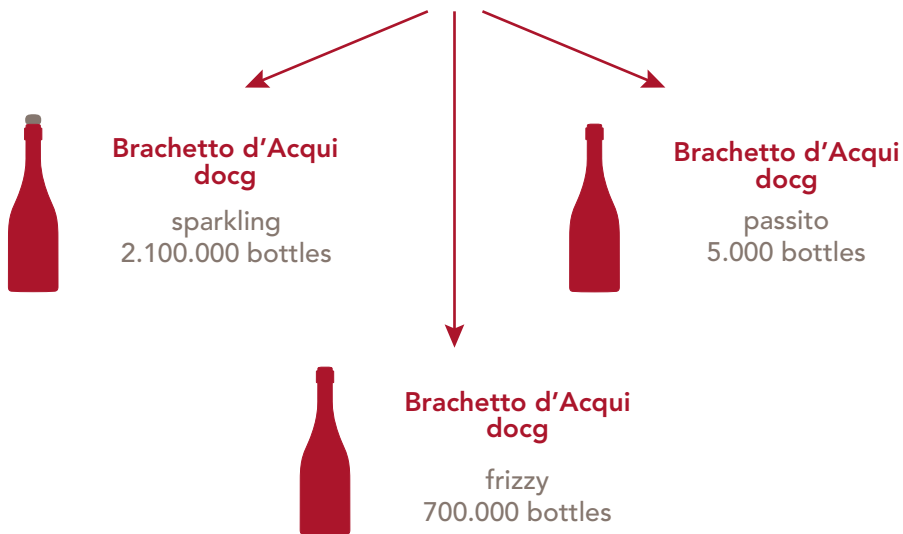 Brachetto d’Acqui
docg
sparkling
2.100.000 bottles
Brachetto d’Acqui
docg
passito
5.000 bottles
Brachetto d’Acqui
docg
frizzy
700.000 bottles